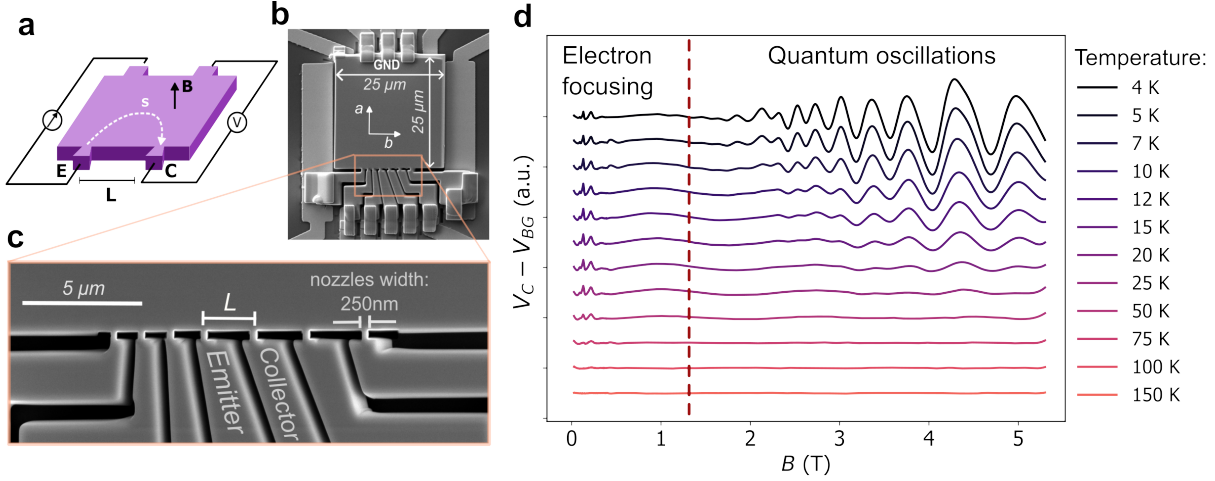 a
s
B
V
E
C
L
b
GND
25 µm
25 µm
a
b
c
5 µm
L
nozzles width:
250nm
Emitter
Collector
d
Electron
focusing
Quantum oscillations
V_C − V_BG (a.u.)
0 1 2 3 4 5
B (T)
Temperature:
4 K
5 K
7 K
10 K
12 K
15 K
20 K
25 K
50 K
75 K
100 K
150 K